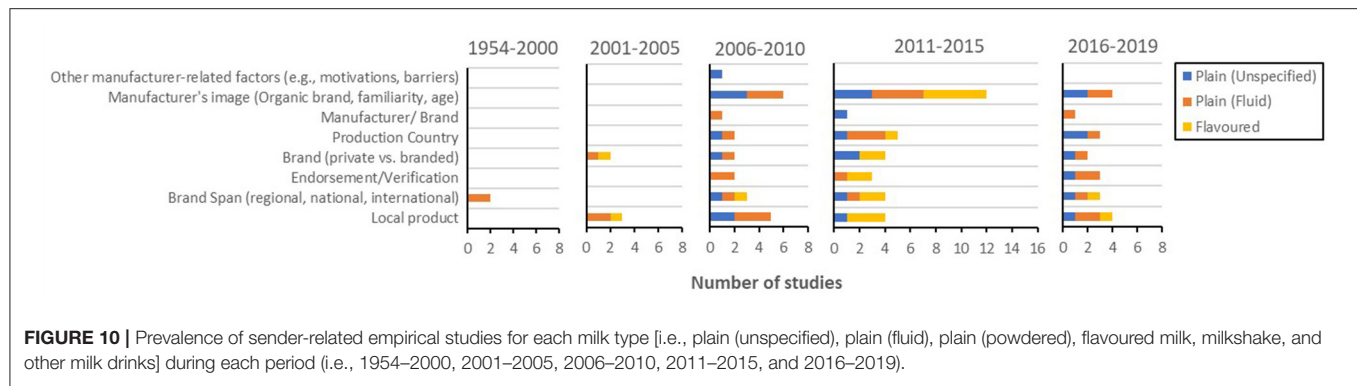 1954-2000
2001-2005
2006-2010
2011-2015
2016-2019
Other manufacturer-related factors (e.g., motivations, barriers)
Manufacturer's image (Organic brand, familiarity, age)
Manufacturer/ Brand
Production Country
Brand (private vs. branded)
Endorsement/Verification
Brand Span (regional, national, international)
Local product
0 2 4 6 8
0 2 4 6 8
0 2 4 6 8
0 2 4 6 8 10 12 14 16
0 2 4 6 8
Number of studies
Plain (Unspecified)
Plain (Fluid)
Flavoured
FIGURE 10 | Prevalence of sender-related empirical studies for each milk type [i.e., plain (unspecified), plain (fluid), plain (powdered), flavoured milk, milkshake, and
other milk drinks] during each period (i.e., 1954–2000, 2001–2005, 2006–2010, 2011–2015, and 2016–2019).